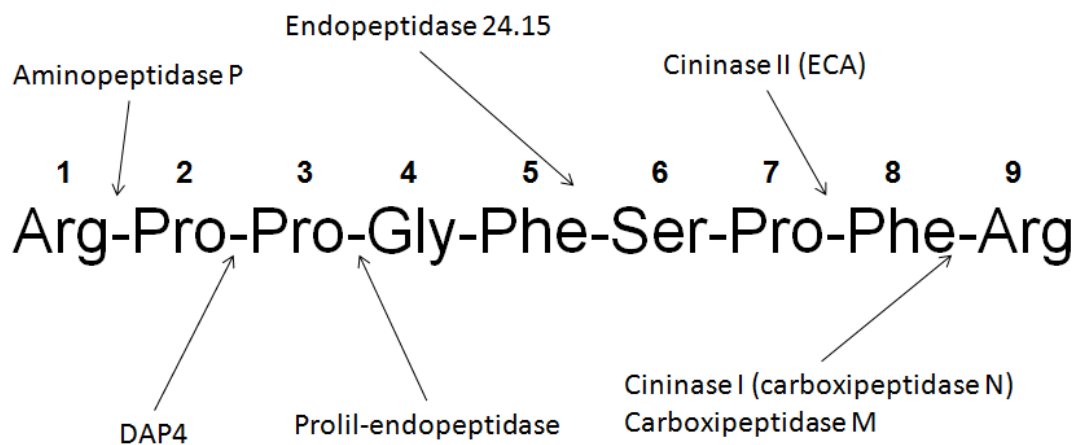 Endopeptidase 24.15
Aminopeptidase P
Cininase II (ECA)
1 2 3 4 5 6 7 8 9
Arg-Pro-Pro-Gly-Phe-Ser-Pro-Phe-Arg
DAP4
Prolil-endopeptidase
Cininase I (carboxipeptidase N)
Carboxipeptidase M